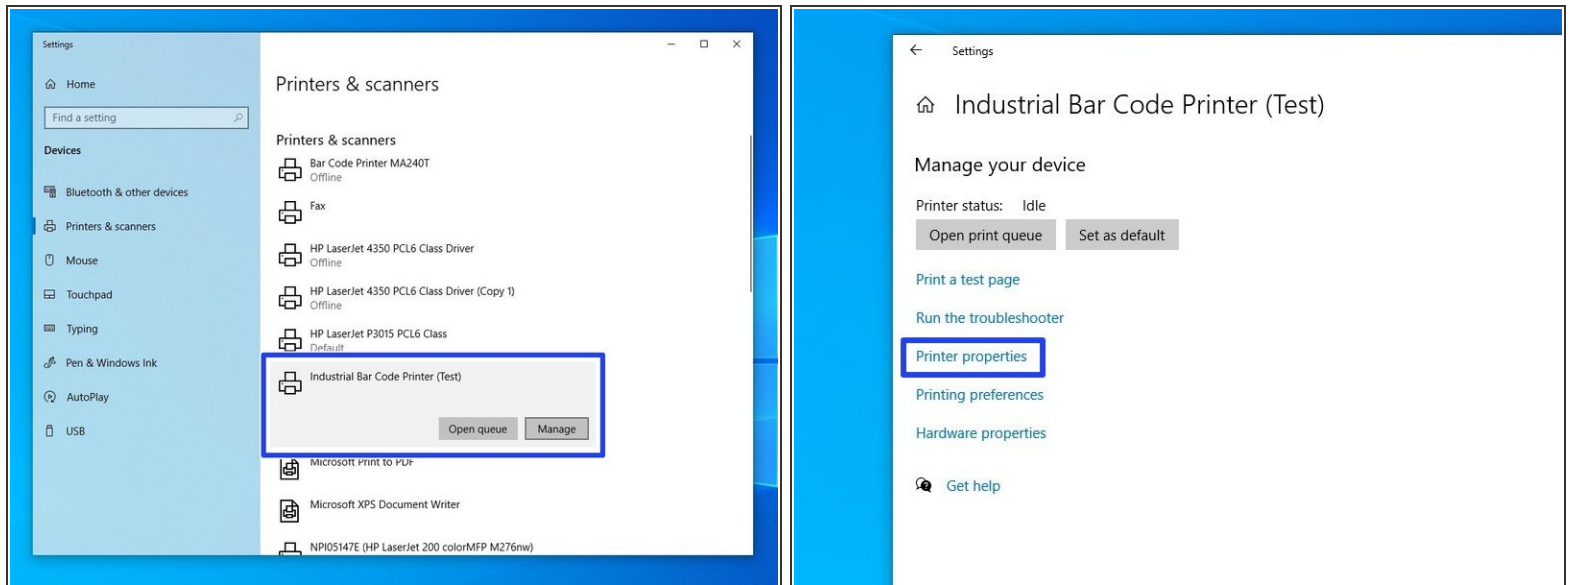 Settings
Home
Find a setting
Devices
Bluetooth & other devices
Printers & scanners
Mouse
Touchpad
Typing
Pen & Windows Ink
AutoPlay
USB
Printers & scanners
Printers & scanners
Bar Code Printer MA240T
Offline
Fax
HP LaserJet 4350 PCL6 Class Driver
Offline
HP LaserJet 4350 PCL6 Class Driver (Copy 1)
Offline
HP LaserJet P3015 PCL6 Class
Default
Industrial Bar Code Printer (Test)
Open queue Manage
Microsoft Print to PDF
Microsoft XPS Document Writer
NPI05147E (HP LaserJet 200 colorMFP M276nw)
Settings
Industrial Bar Code Printer (Test)
Manage your device
Printer status: Idle
Open print queue Set as default
Print a test page
Run the troubleshooter
Printer properties
Printing preferences
Hardware properties
Get help